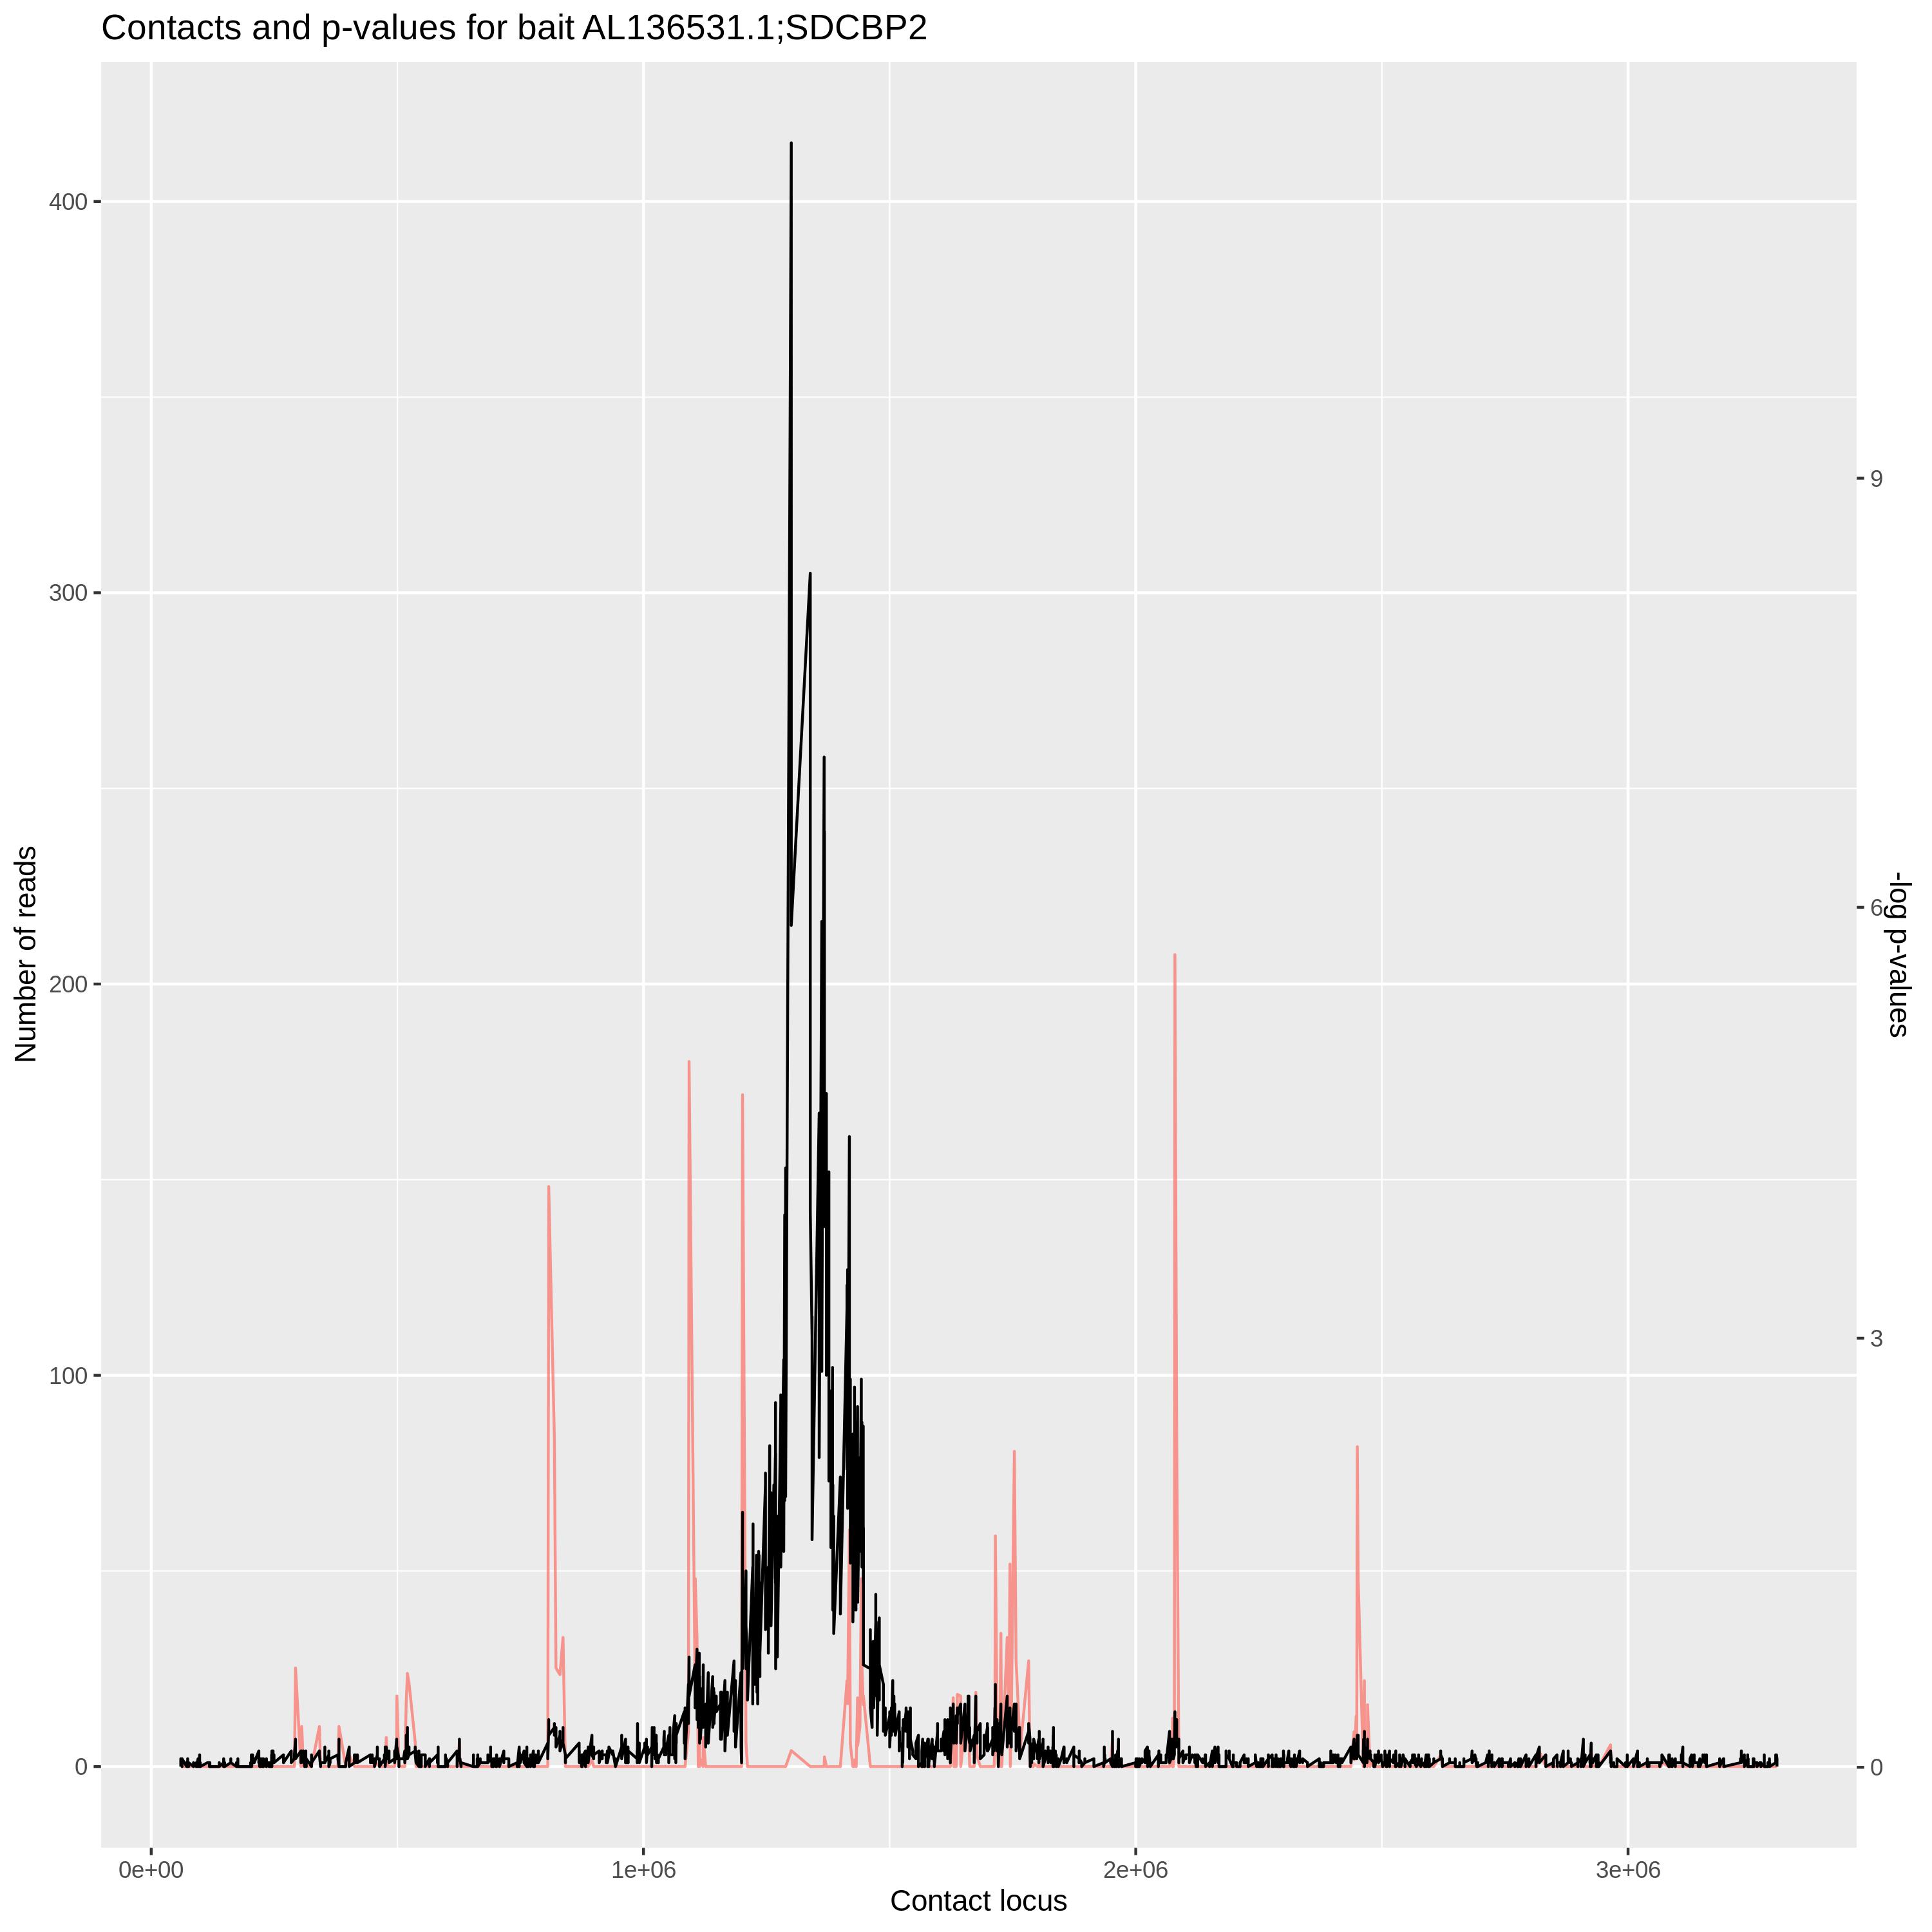 Contacts and p-values for bait AL136531.1;SDCBP2
400
300
200
100
0
Number of reads
9
6
3
0
-log p-values
0e+00
1e+06
2e+06
3e+06
Contact locus